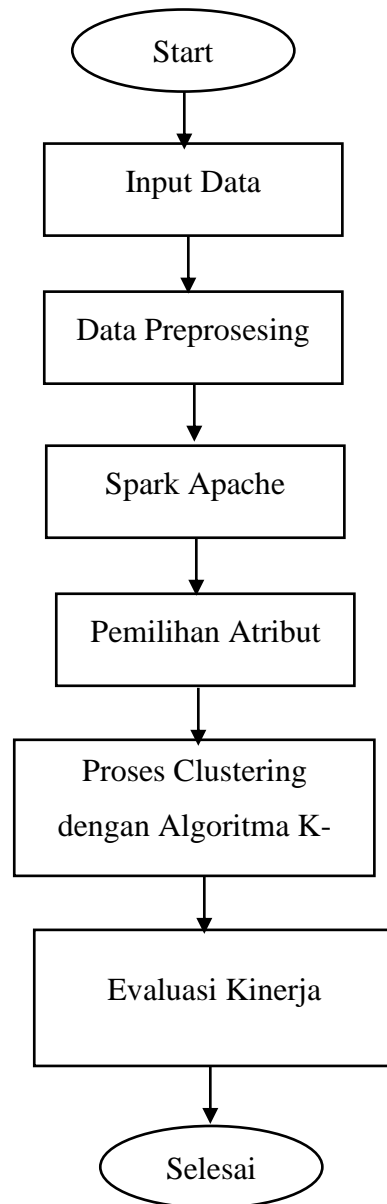 Start
Input Data
Data Preprosesing
Spark Apache
Pemilihan Atribut
Proses Clustering
dengan Algoritma K-
Evaluasi Kinerja
Selesai